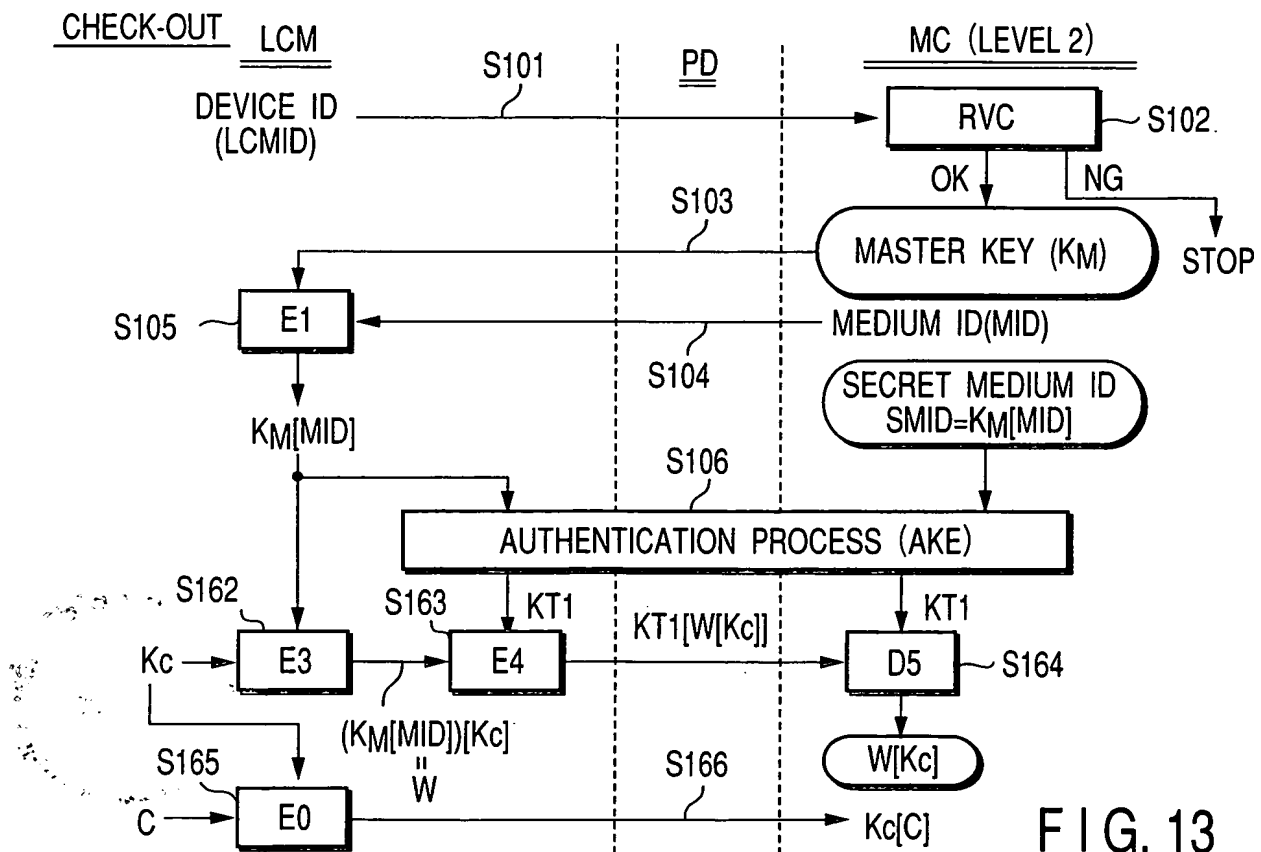 CHECK-OUT LCM PD MC (LEVEL 2)
S101
DEVICE ID
(LCMID)
RVC
S102.
OK NG
S103
MASTER KEY (KM)
STOP
S105 E1
MEDIUM ID(MID)
S104
SECRET MEDIUM ID
SMID=KM[MID]
KM[MID]
S106
AUTHENTICATION PROCESS (AKE)
S162 S163 KT1 KT1[W[Kc]] KT1
Kc E3 E4 D5 S164
(KM[MID])[Kc]
"
W
W[Kc]
S165 S166
C E0 Kc[C]
FIG. 13